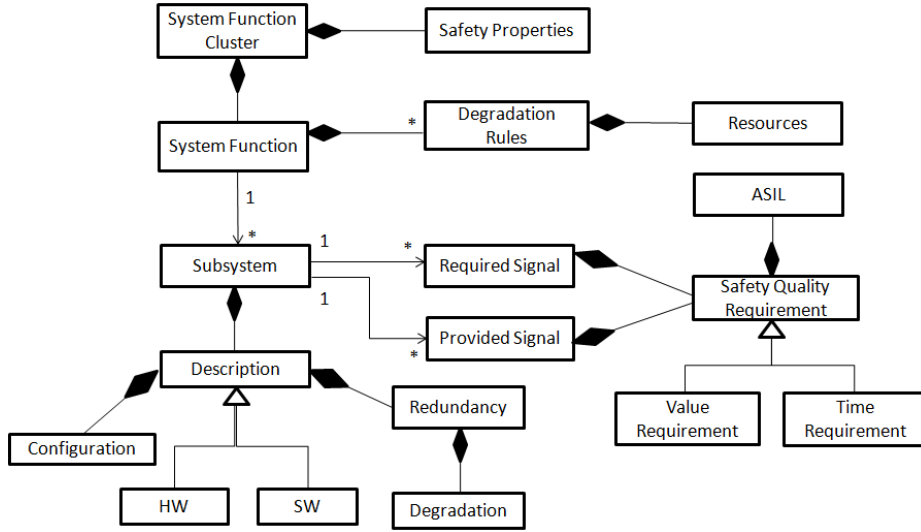 System Function
Cluster
Safety Properties
System Function
*
Degradation
Rules
Resources
1
*
ASIL
Subsystem
1
*
Required Signal
Safety Quality
Requirement
1
*
Provided Signal
Description
Redundancy
Value
Requirement
Time
Requirement
Configuration
HW
SW
Degradation